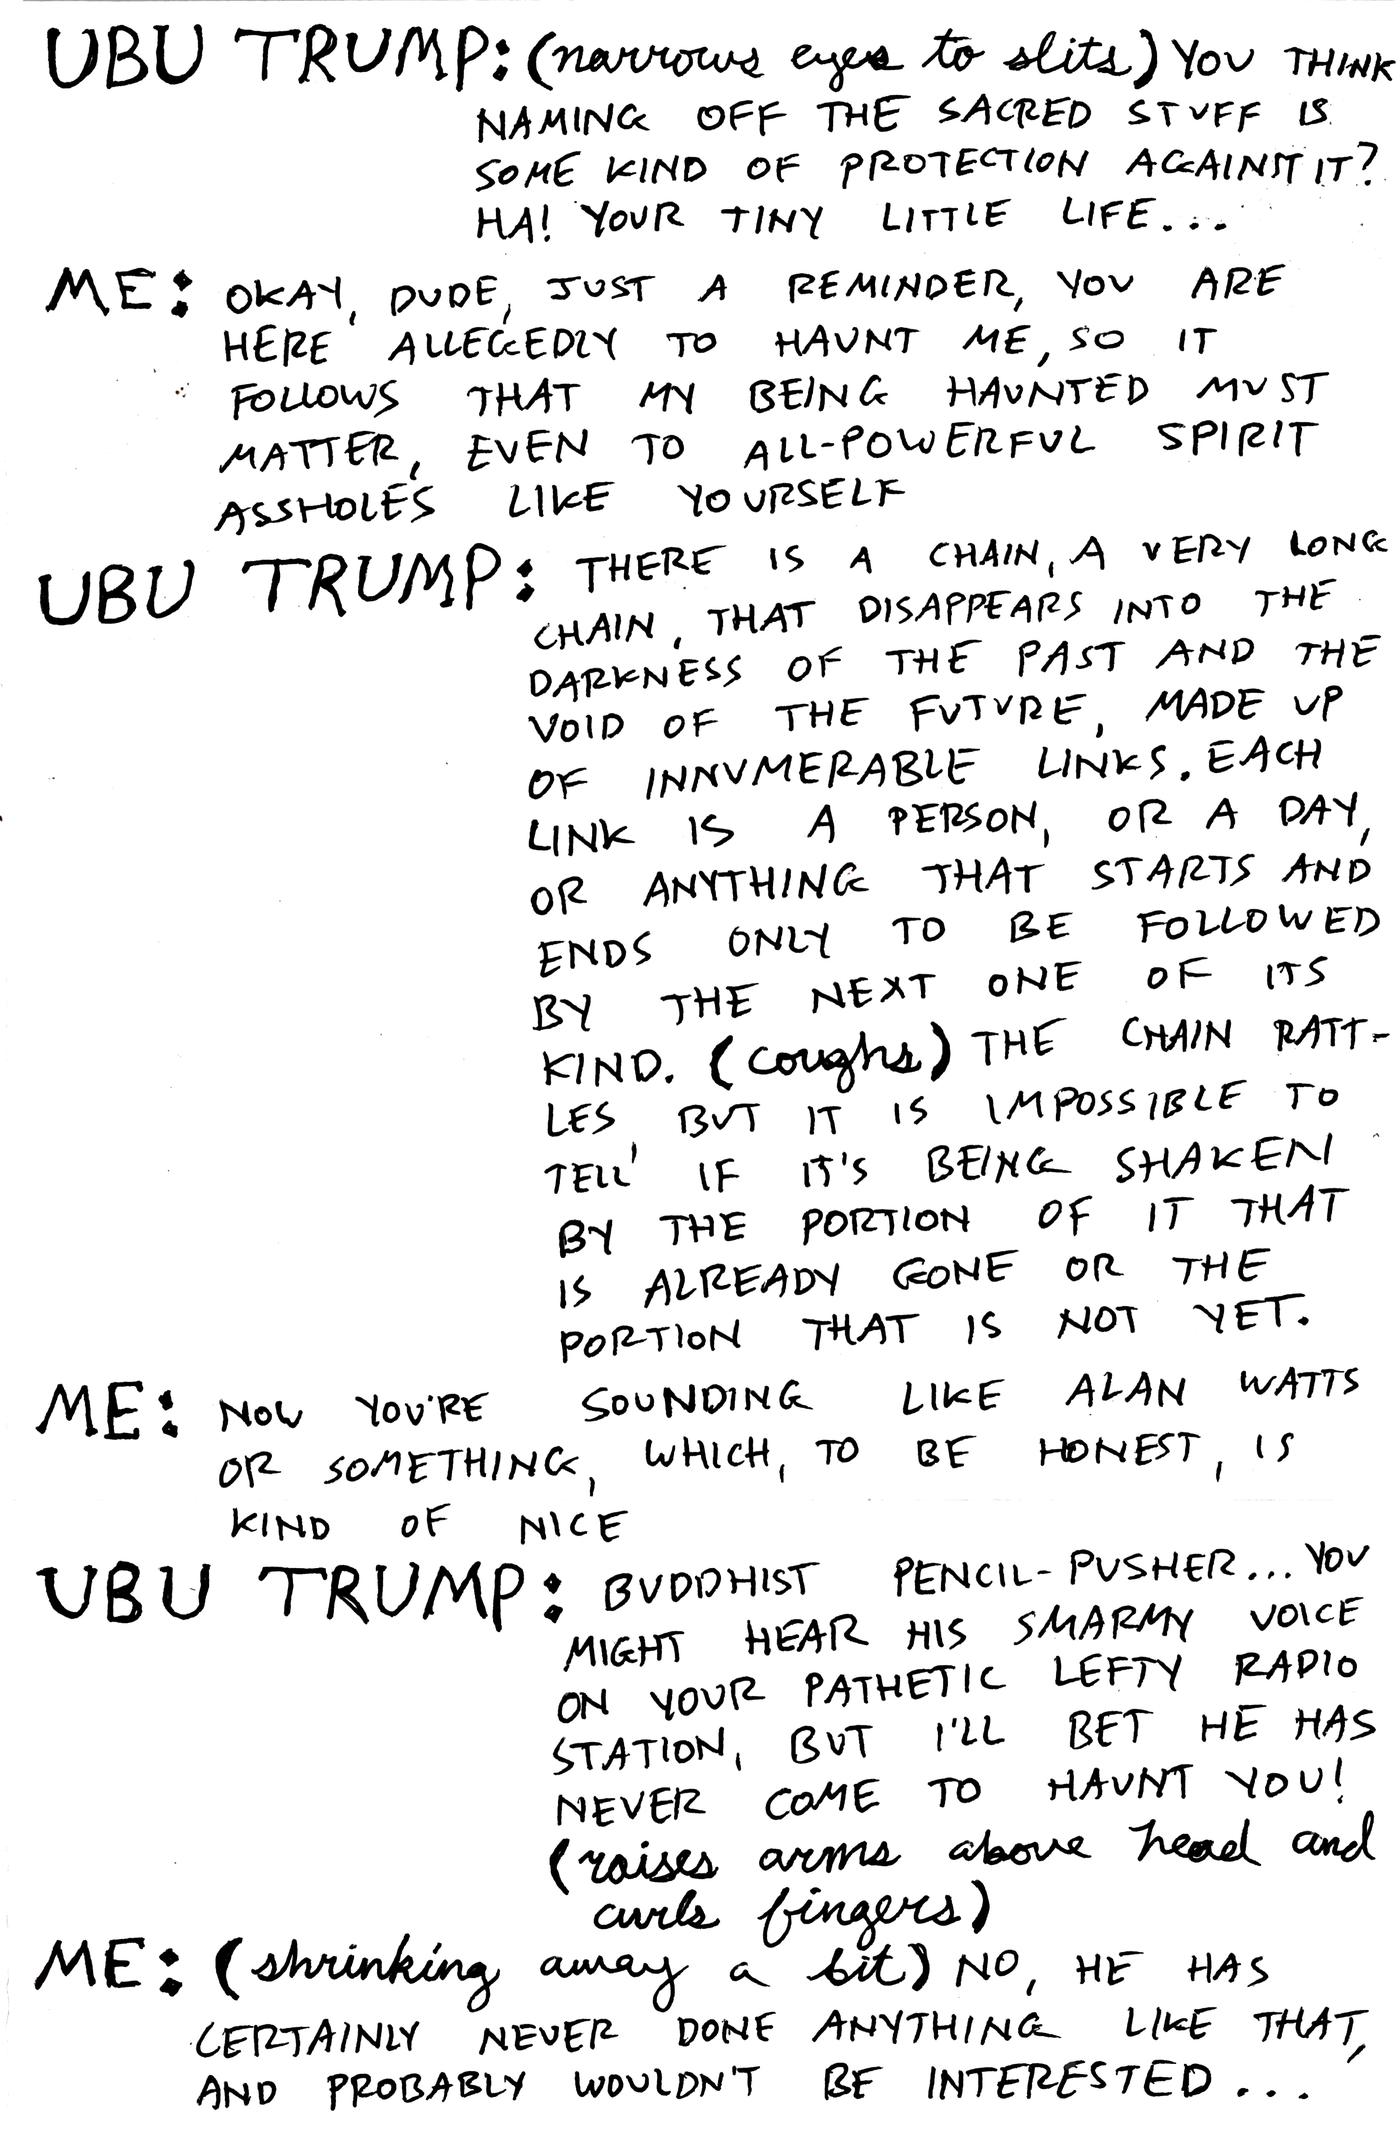 UBU TRUMP: (narrows eyes to slits) YOU THINK
NAMING OFF THE SACRED STUFF IS
SOME KIND OF PROTECTION AGAINST IT?
HA! YOUR TINY LITTLE LIFE...
ME: OKAY, DUDE, JUST A REMINDER, YOU ARE
HERE ALLEGEDLY TO HAUNT ME, SO IT
FOLLOWS THAT MY BEING HAUNTED MUST
MATTER, EVEN TO ALL-POWERFUL SPIRIT
ASSHOLES LIKE YOURSELF
UBU TRUMP: THERE IS A CHAIN, A VERY LONG
CHAIN, THAT DISAPPEARS INTO THE
DARKNESS OF THE PAST AND THE
VOID OF THE FUTURE, MADE UP
OF INNUMERABLE LINKS. EACH
LINK IS A PERSON, OR A DAY,
OR ANYTHING THAT STARTS AND
ENDS ONLY TO BE FOLLOWED
BY THE NEXT ONE OF ITS
KIND. (coughs) THE CHAIN RATT-
LES, BUT IT IS IMPOSSIBLE TO
TELL IF IT'S BEING SHAKEN
BY THE PORTION OF IT THAT
IS ALREADY GONE OR THE
PORTION THAT IS NOT YET.
ME: NOW YOU'RE SOUNDING LIKE ALAN WATTS
OR SOMETHING, WHICH, TO BE HONEST, IS
KIND OF NICE
UBU TRUMP: BUDDHIST PENCIL-PUSHER... YOU
MIGHT HEAR HIS SMARMY VOICE
ON YOUR PATHETIC LEFTY RADIO
STATION, BUT I'LL BET HE HAS
NEVER COME TO HAUNT YOU!
(raises arms above head and
curls fingers)
ME: (shrinking away a bit) NO, HE HAS
CERTAINLY NEVER DONE ANYTHING LIKE THAT,
AND PROBABLY WOULDN'T BE INTERESTED...